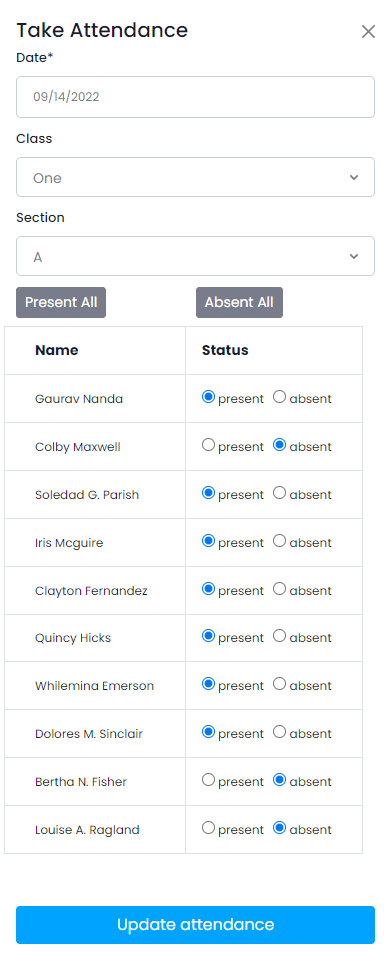 Take Attendance
Date*
09/14/2022
Class
One
Section
A
Present All Absent All
Name Status
Gaurav Nanda present absent
Colby Maxwell present absent
Soledad G. Parish present absent
Iris Mcguire present absent
Clayton Fernandez present absent
Quincy Hicks present absent
Whilemina Emerson present absent
Dolores M. Sinclair present absent
Bertha N. Fisher present absent
Louise A. Ragland present absent
Update attendance